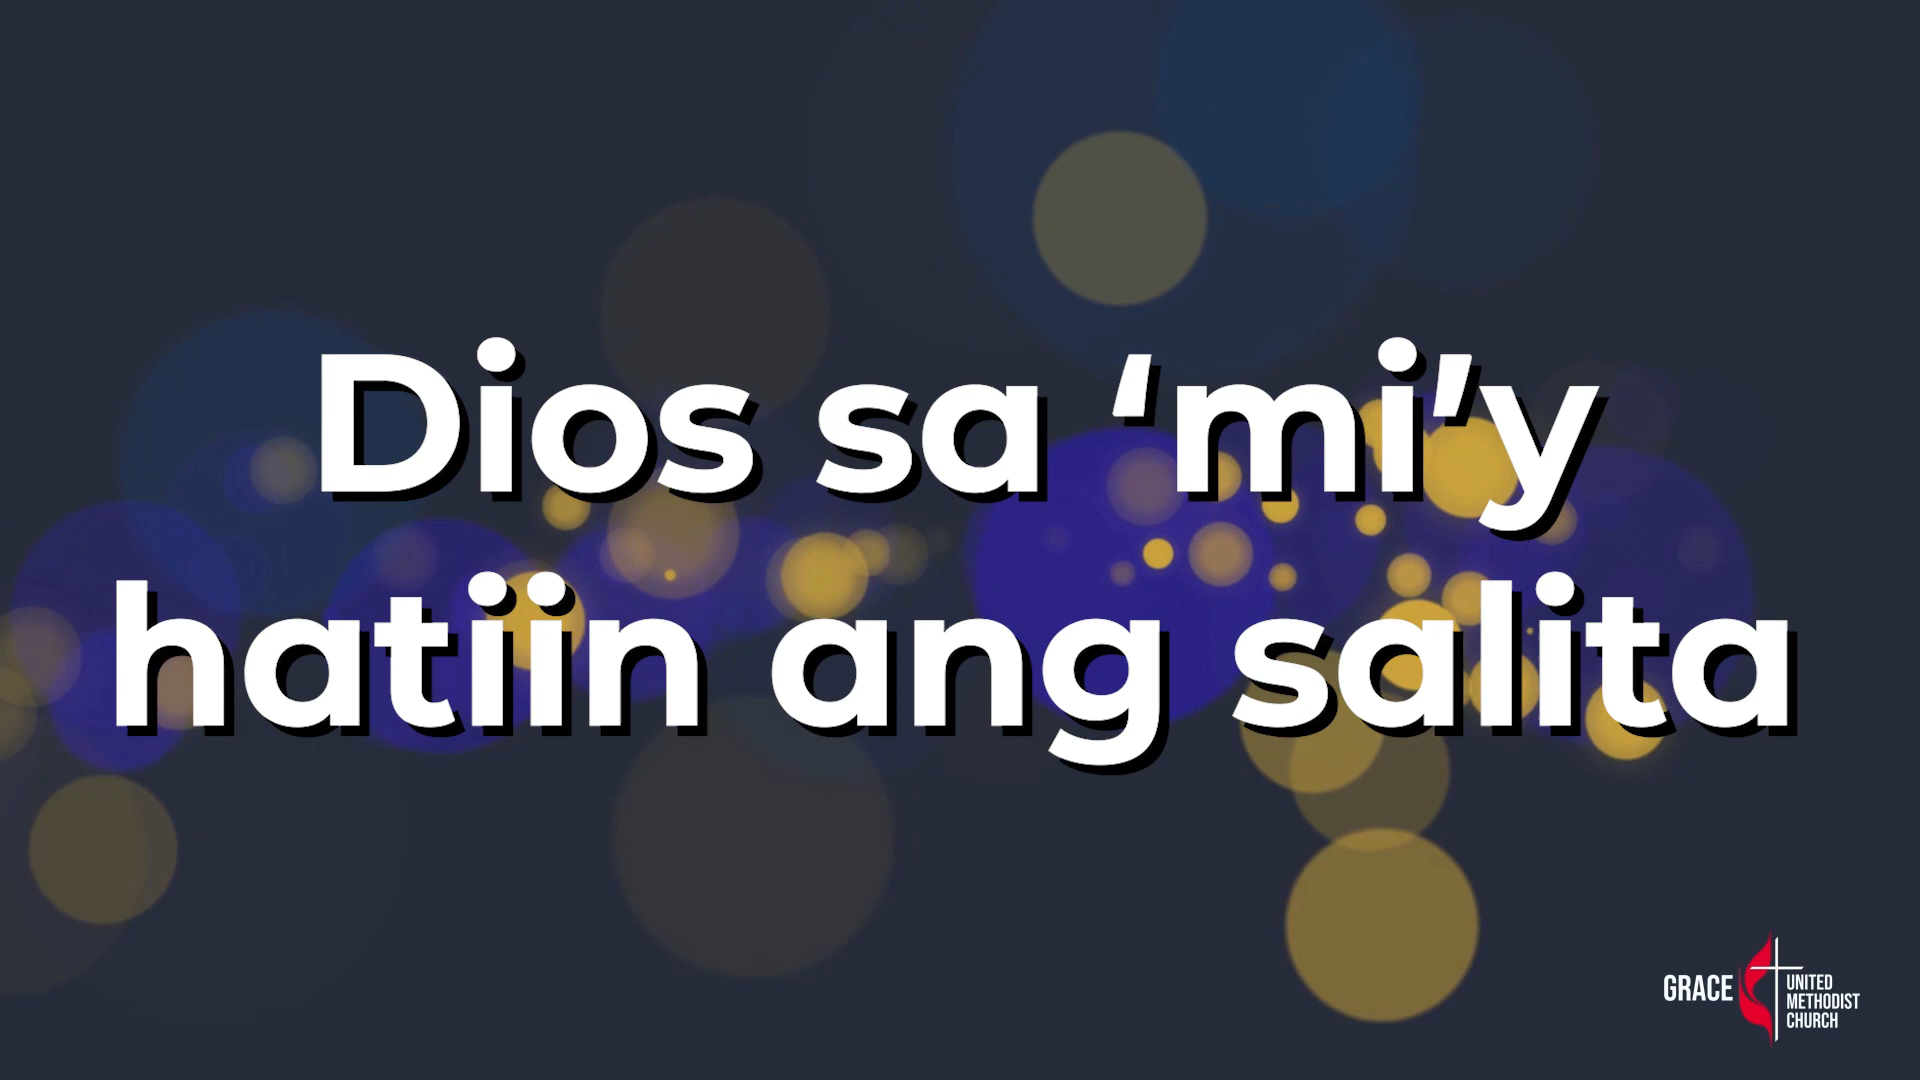 Dios sa ‘mi’y
hatiin ang salita
GRACE
UNITED
METHODIST
CHURCH